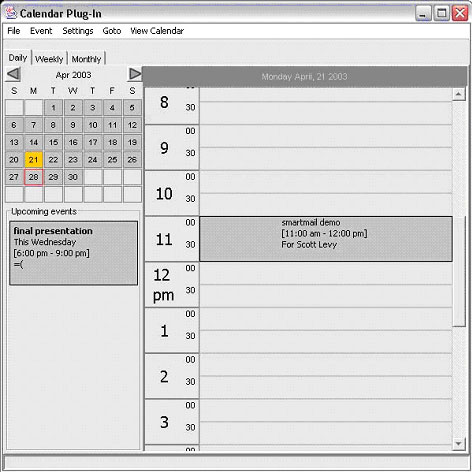 Calendar Plug-In
File Event Settings Goto View Calendar
Daily Weekly Monthly
Apr 2003
S M T W T F S
1 2 3 4 5
6 7 8 9 10 11 12
13 14 15 16 17 18 19
20 21 22 23 24 25 26
27 28 29 30
Upcoming events
final presentation
This Wednesday
[6:00 pm - 9:00 pm]
=(
Monday April, 21 2003
8 30
9 00
30
10 00
30
11 00
30
smartmail demo
[11:00 am - 12:00 pm]
For Scott Levy
12 pm 00
30
1 00
30
2 00
30
3 00
30
00